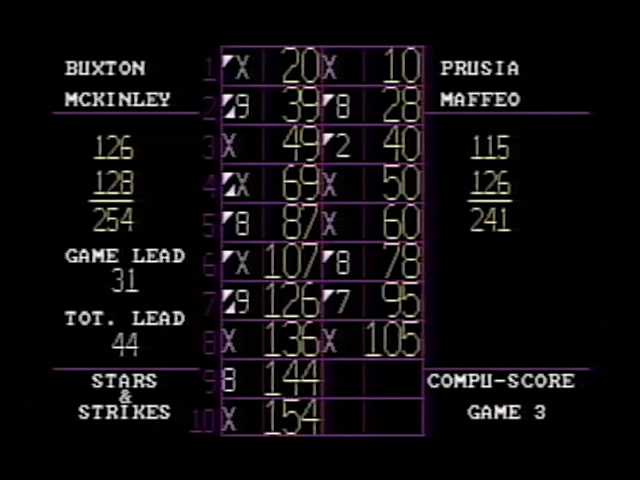 BUXTON
MCKINLEY
126
128
254
GAME LEAD
31
TOT. LEAD
44
STARS
&
STRIKES
1 X 20 X 10
2 9 39 8 28
3 X 49 2 40
4 X 69 X 50
5 8 87 X 60
6 X 107 8 78
7 9 126 7 95
8 X 136 X 105
9 8 144
10 X 154
PRUSIA
MAFFEO
115
126
241
COMPU-SCORE
GAME 3